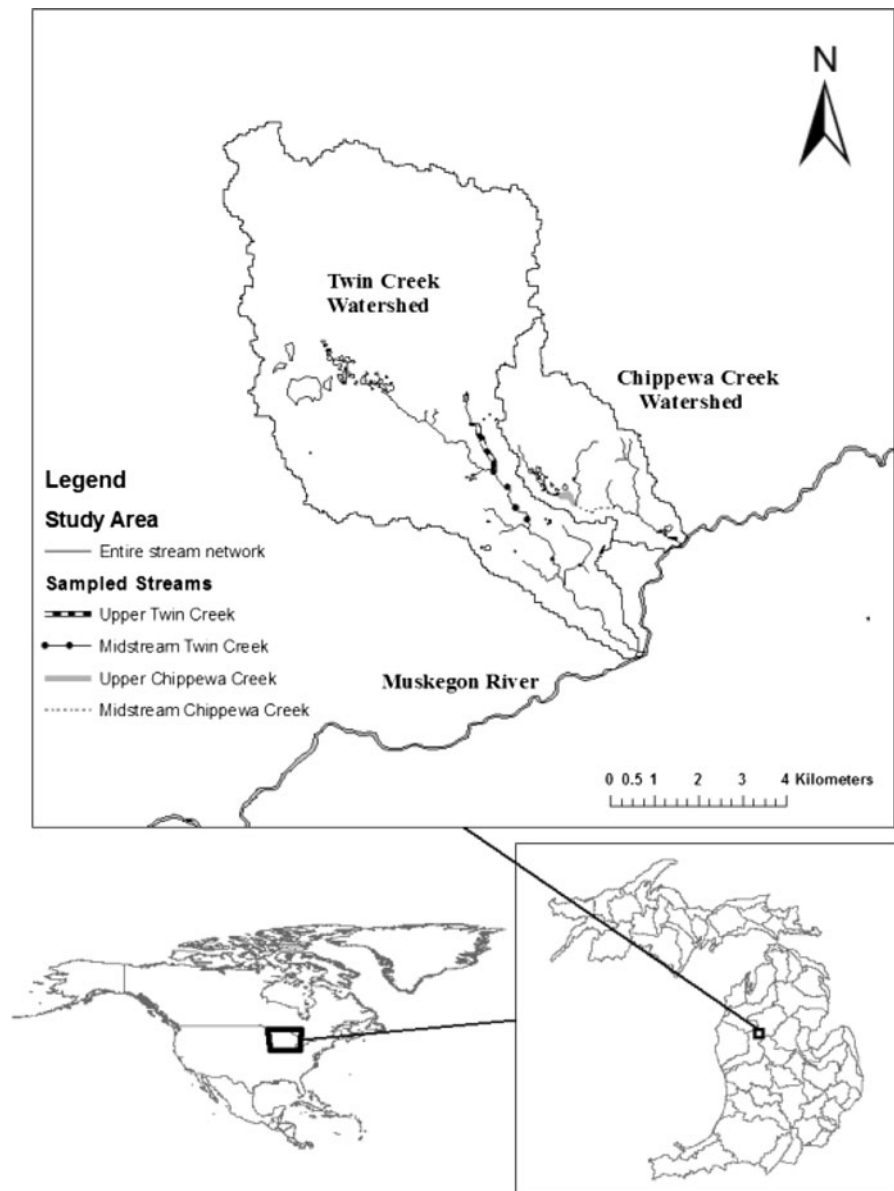 N
Twin Creek
Watershed
Chippewa Creek
Watershed
Legend
Study Area
Entire stream network
Sampled Streams
Upper Twin Creek
Midstream Twin Creek
Upper Chippewa Creek
Midstream Chippewa Creek
Muskegon River
0 0.5 1 2 3 4 Kilometers